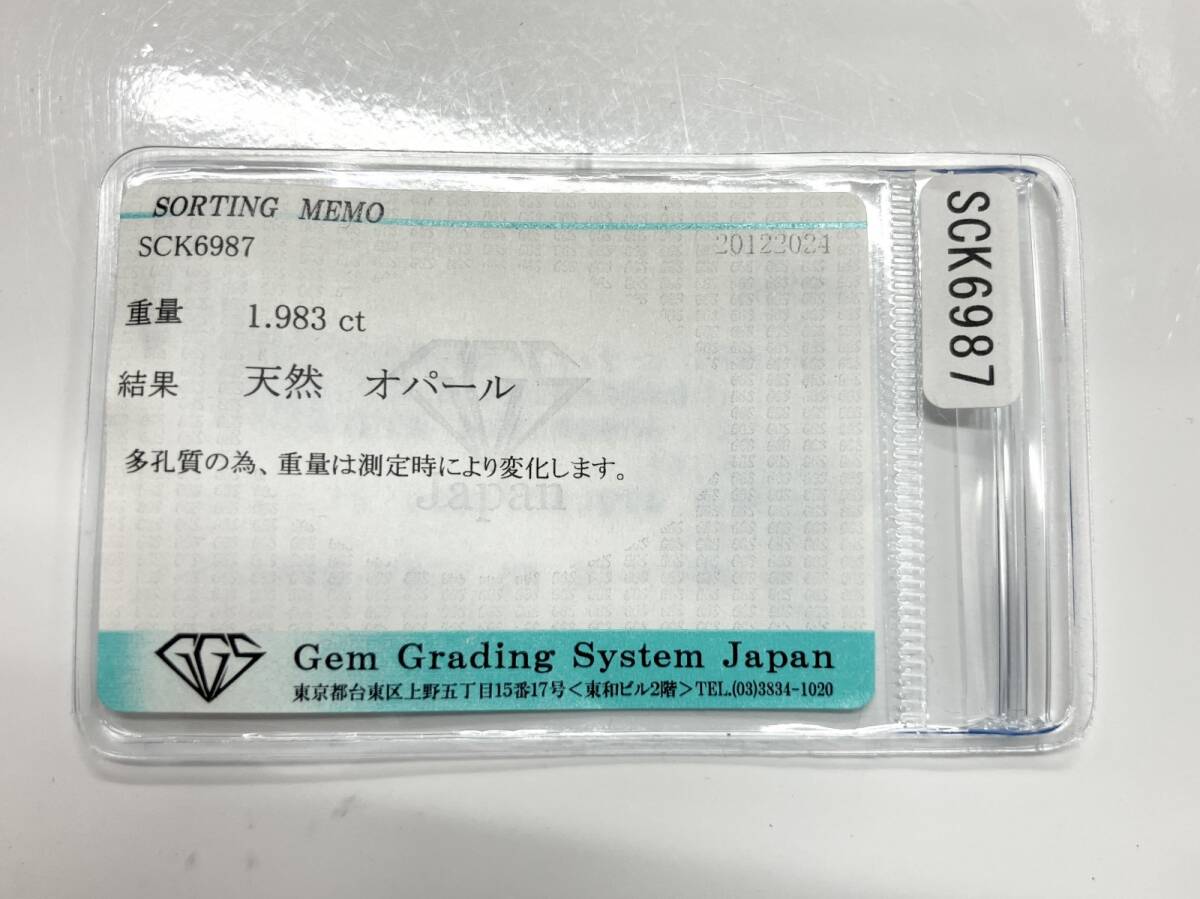 SORTING MEMO
SCK6987 20122024
重量 1.983 ct
結果 天然 オパール
多孔質の為、重量は測定時により変化します。
Japan
GGS
Gem Grading System Japan
東京都台東区上野五丁目15番17号＜東和ビル2階＞TEL.(03)3834-1020
SCK6987